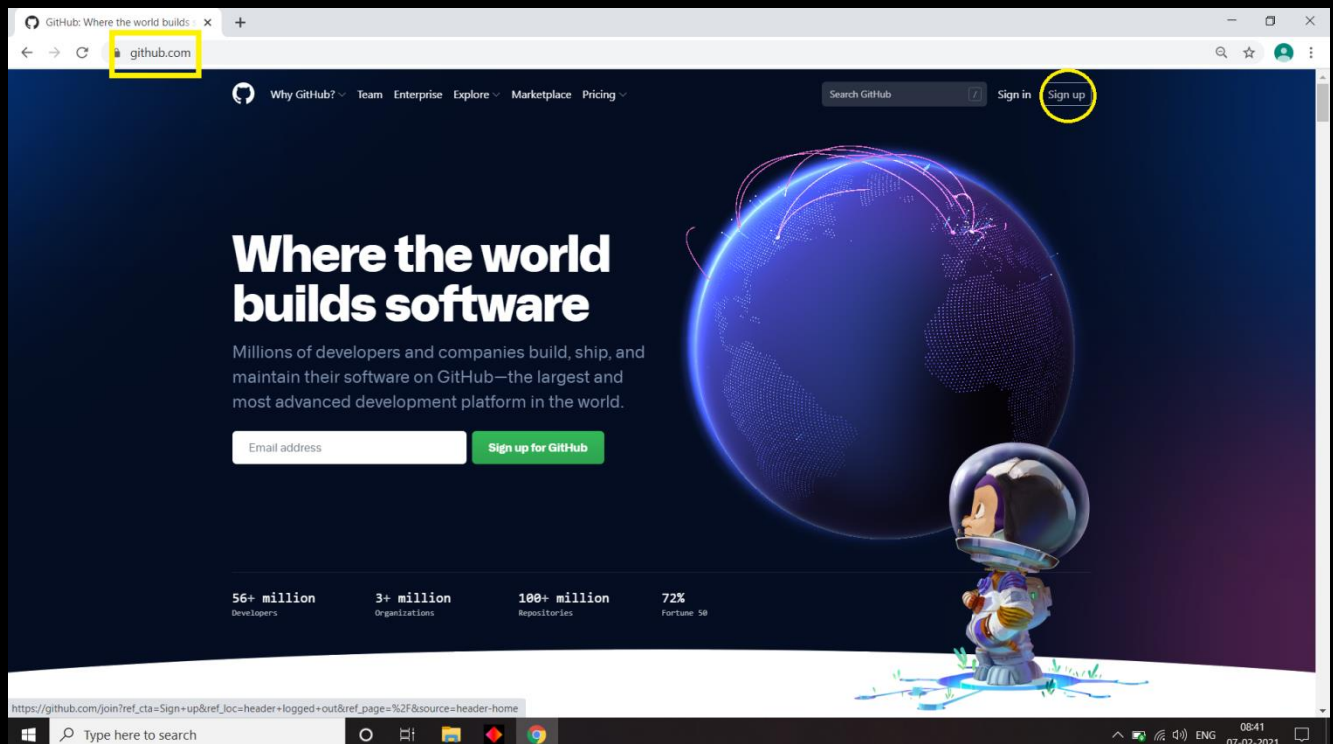 GitHub: Where the world builds s
github.com
Why GitHub? Team Enterprise Explore Marketplace Pricing
Search GitHub / Sign in Sign up
Where the world
builds software
Millions of developers and companies build, ship, and
maintain their software on GitHub—the largest and
most advanced development platform in the world.
Email address Sign up for GitHub
56+ million 3+ million 100+ million 72%
Developers Organizations Repositories Fortune 50
https://github.com/join?ref_cta=Sign+up&ref_loc=header+logged+out&ref_page=%2F&source=header-home
Type here to search
ENG
08:41
07-02-2021